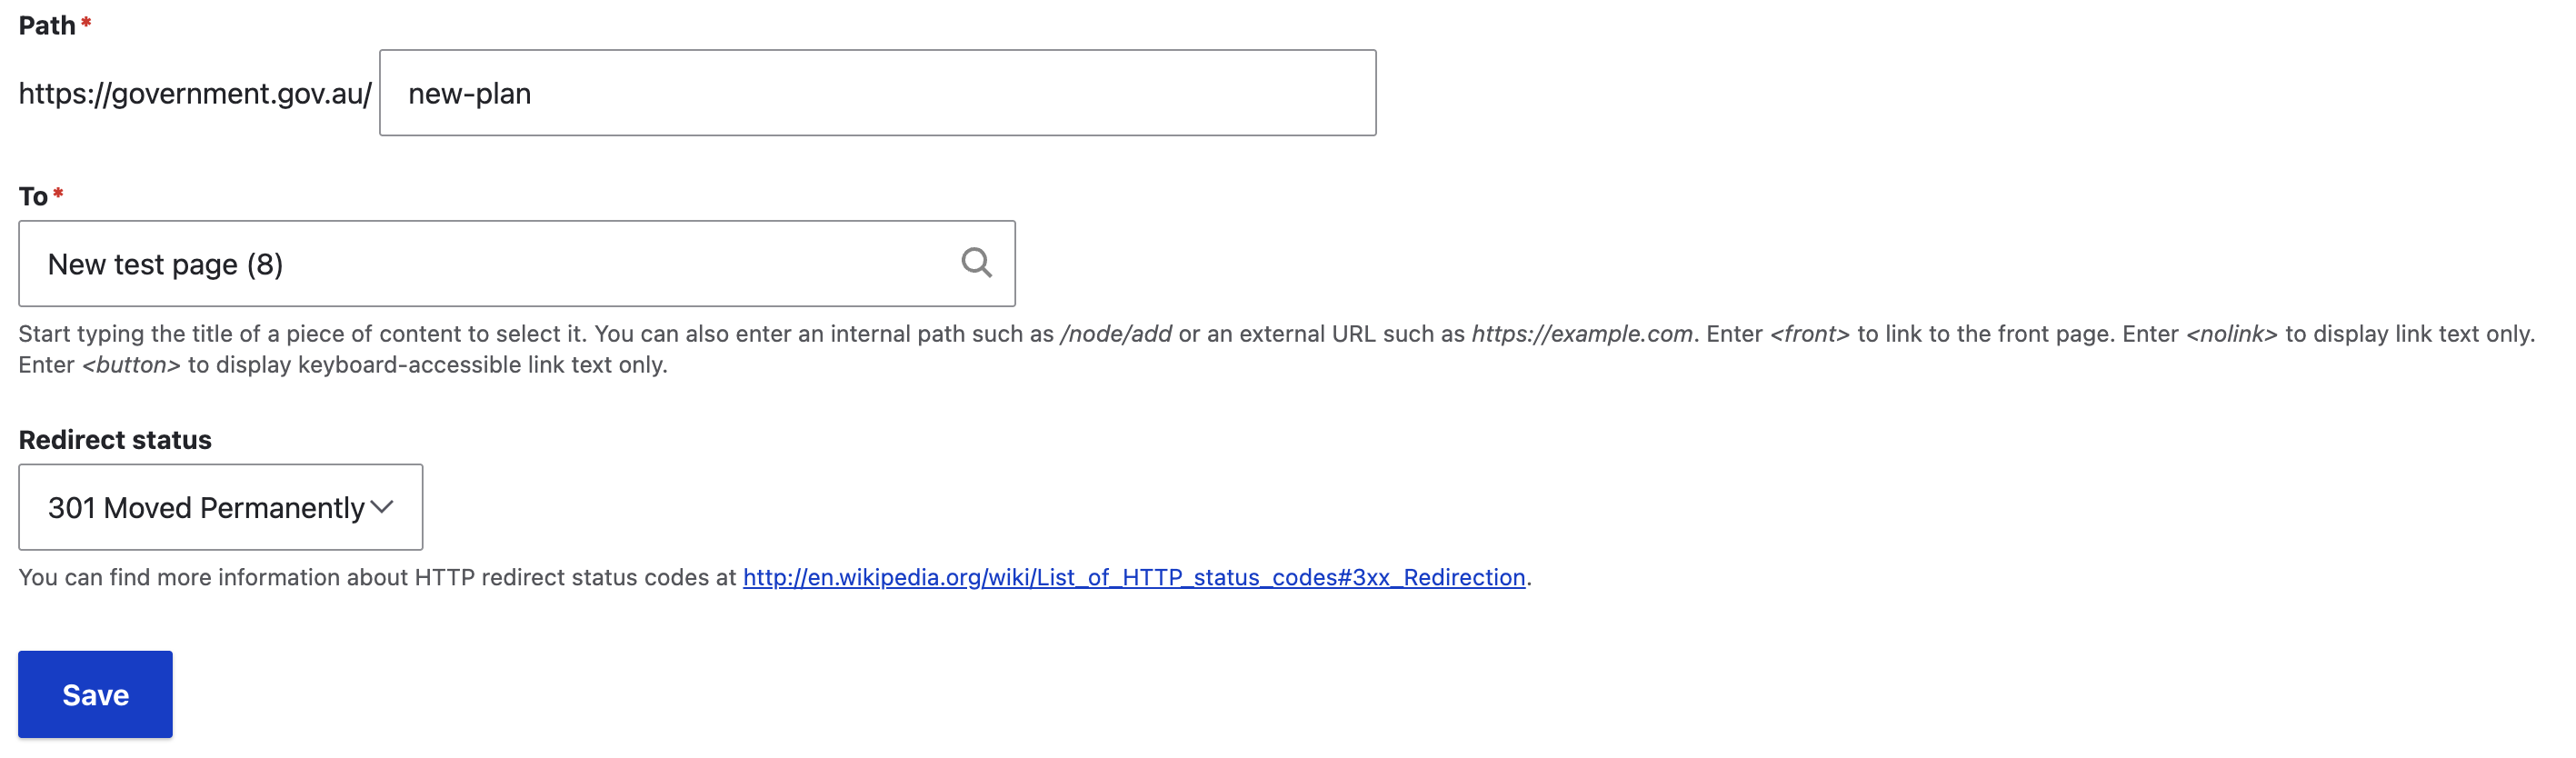 Path*
https://government.gov.au/ new-plan
To*
New test page (8)
Start typing the title of a piece of content to select it. You can also enter an internal path such as /node/add or an external URL such as https://example.com. Enter <front> to link to the front page. Enter <nolink> to display link text only.
Enter <button> to display keyboard-accessible link text only.
Redirect status
301 Moved Permanently
You can find more information about HTTP redirect status codes at http://en.wikipedia.org/wiki/List_of_HTTP_status_codes#3xx_Redirection.
Save